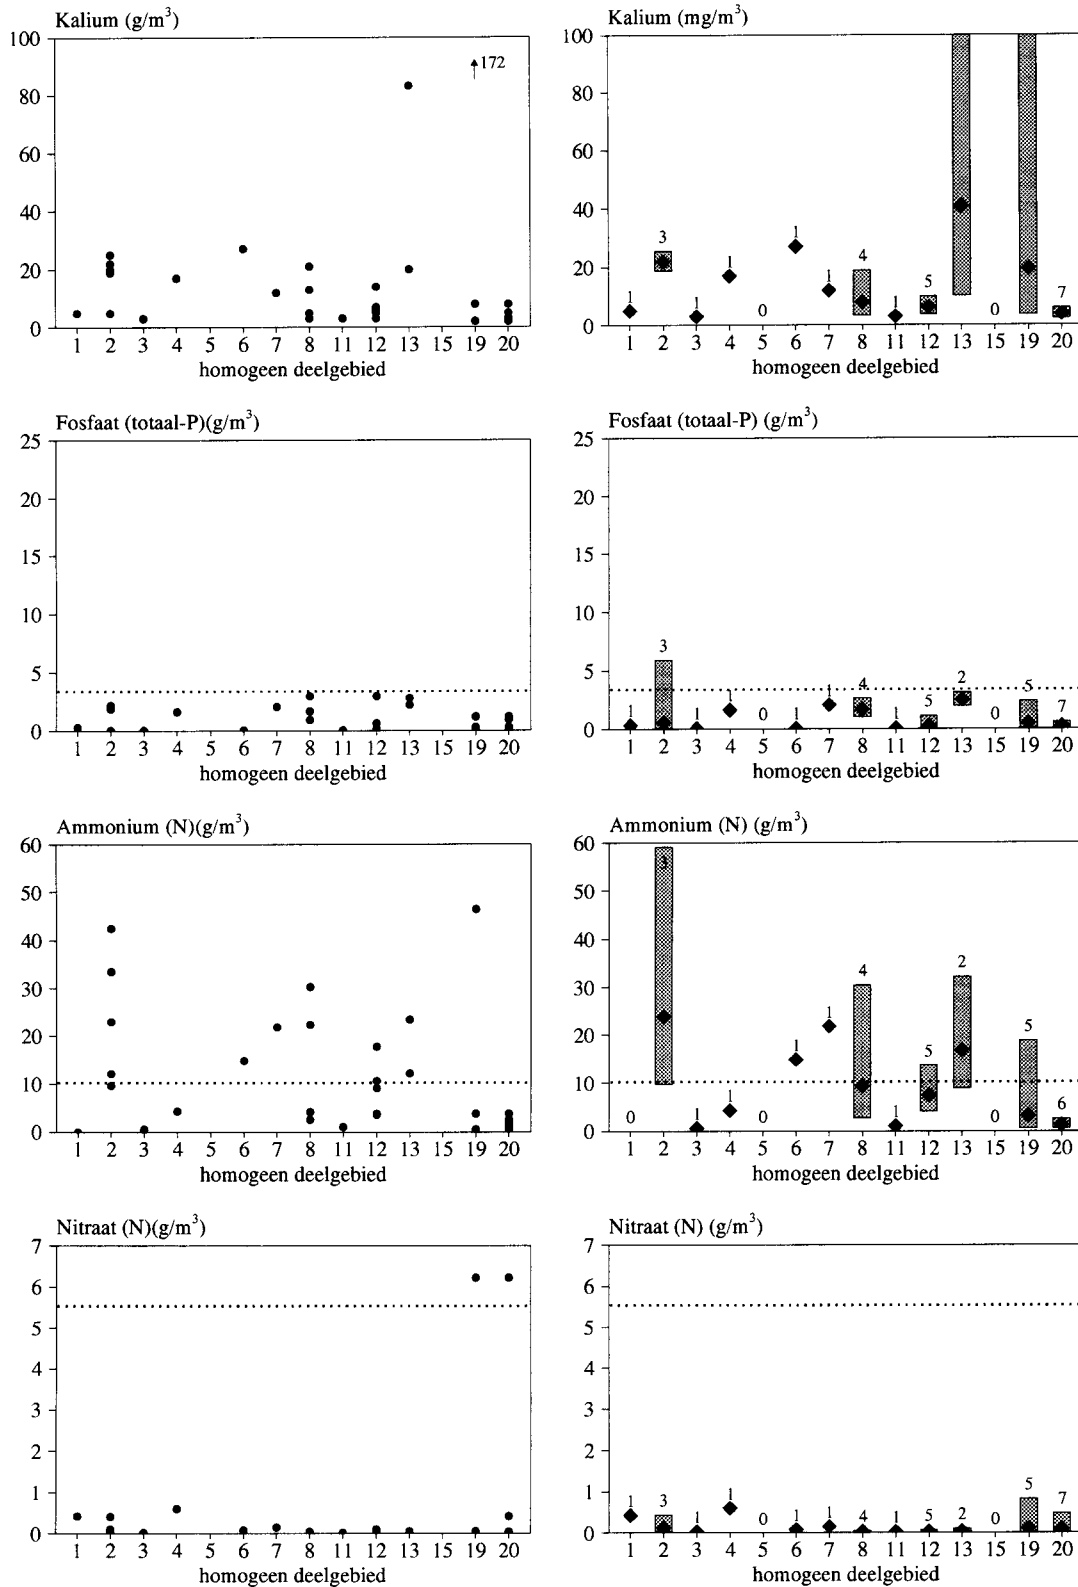 Kalium (g/m³)
100
80
60
40
20
0
172
1 2 3 4 5 6 7 8 11 12 13 15 19 20
homogeen deelgebied
Kalium (mg/m³)
100
80
60
40
20
0
1 3 1 1 0 1 1 4 1 5 0 7
1 2 3 4 5 6 7 8 11 12 13 15 19 20
homogeen deelgebied
Fosfaat (totaal-P)(g/m³)
25
20
15
10
5
0
1 2 3 4 5 6 7 8 11 12 13 15 19 20
homogeen deelgebied
Fosfaat (totaal-P) (g/m³)
25
20
15
10
5
0
1 3 1 1 0 1 1 4 1 5 2 0 5 7
1 2 3 4 5 6 7 8 11 12 13 15 19 20
homogeen deelgebied
Ammonium (N)(g/m³)
60
50
40
30
20
10
0
1 2 3 4 5 6 7 8 11 12 13 15 19 20
homogeen deelgebied
Ammonium (N) (g/m³)
60
50
40
30
20
10
0
0 3 1 1 0 1 1 4 1 5 2 0 5 6
1 2 3 4 5 6 7 8 11 12 13 15 19 20
homogeen deelgebied
Nitraat (N)(g/m³)
7
6
5
4
3
2
1
0
1 2 3 4 5 6 7 8 11 12 13 15 19 20
homogeen deelgebied
Nitraat (N) (g/m³)
7
6
5
4
3
2
1
0
1 3 1 1 0 1 1 4 1 5 2 0 5 7
1 2 3 4 5 6 7 8 11 12 13 15 19 20
homogeen deelgebied